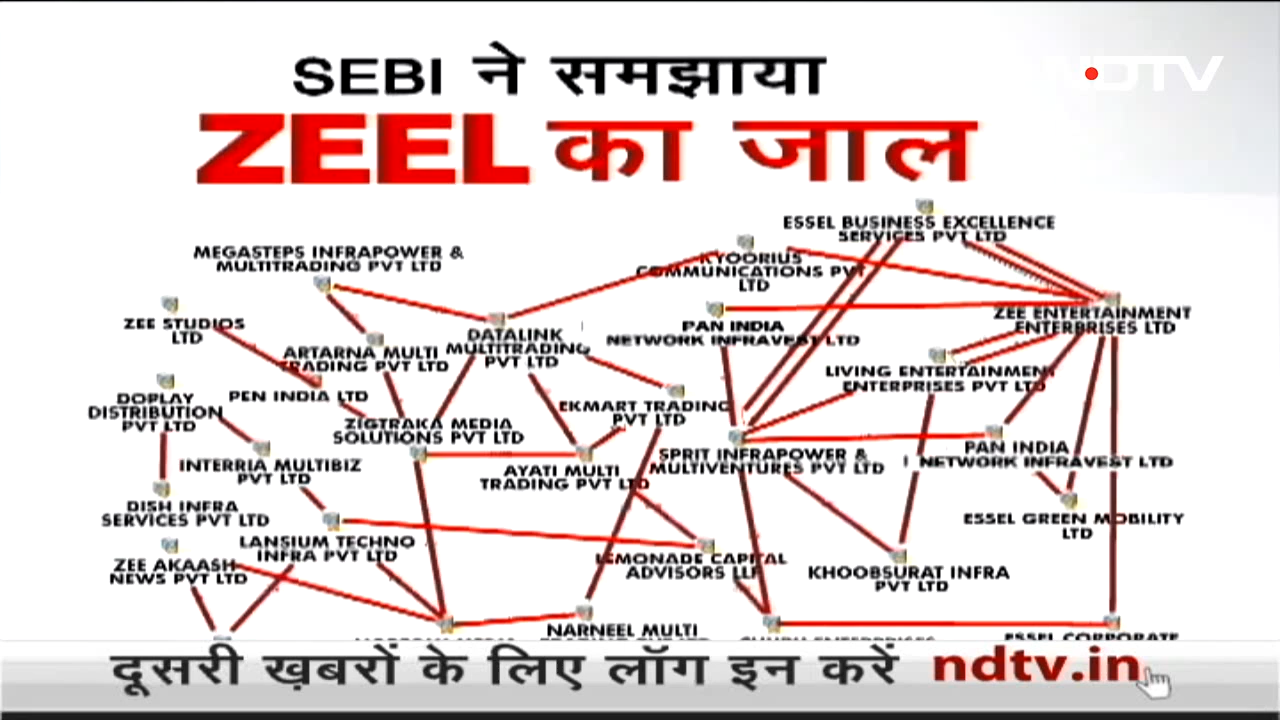 NDTV
SEBI ने समझाया
ZEEL का जाल
ESSEL BUSINESS EXCELLENCE
SERVICES PVT LTD
MEGASTEPS INFRAPOWER &
MULTITRADING PVT LTD
KYOORIUS
COMMUNICATIONS PVT
LTD
ZEE ENTERTAINMENT
ENTERPRISES LTD
ZEE STUDIOS
LTD
PAN INDIA
NETWORK INFRAVEST LTD
DATALINK
MULTITRADING
PVT LTD
ARTARNA MULTI
TRADING PVT LTD
LIVING ENTERTAINMENT
ENTERPRISES PVT LTD
PEN INDIA LTD
DOPLAY
DISTRIBUTION
PVT LTD
EKMART TRADING
PVT LTD
ZIGTRAKA MEDIA
SOLUTIONS PVT LTD
PAN INDIA
NETWORK INFRAVEST LTD
SPRIT INFRAPOWER &
MULTIVENTURES PVT LTD
INTERRIA MULTIBIZ
PVT LTD
AYATI MULTI
TRADING PVT LTD
DISH INFRA
SERVICES PVT LTD
ESSEL GREEN MOBILITY
LTD
LANSIUM TECHNO
INFRA PVT LTD
LEMONADE CAPITAL
ADVISORS LLP
ZEE AKAASH
NEWS PVT LTD
KHOOBSURAT INFRA
PVT LTD
NARNEEL MULTI
ESSEL CORPORATE
दूसरी ख़बरों के लिए लॉग इन करें ndtv.in